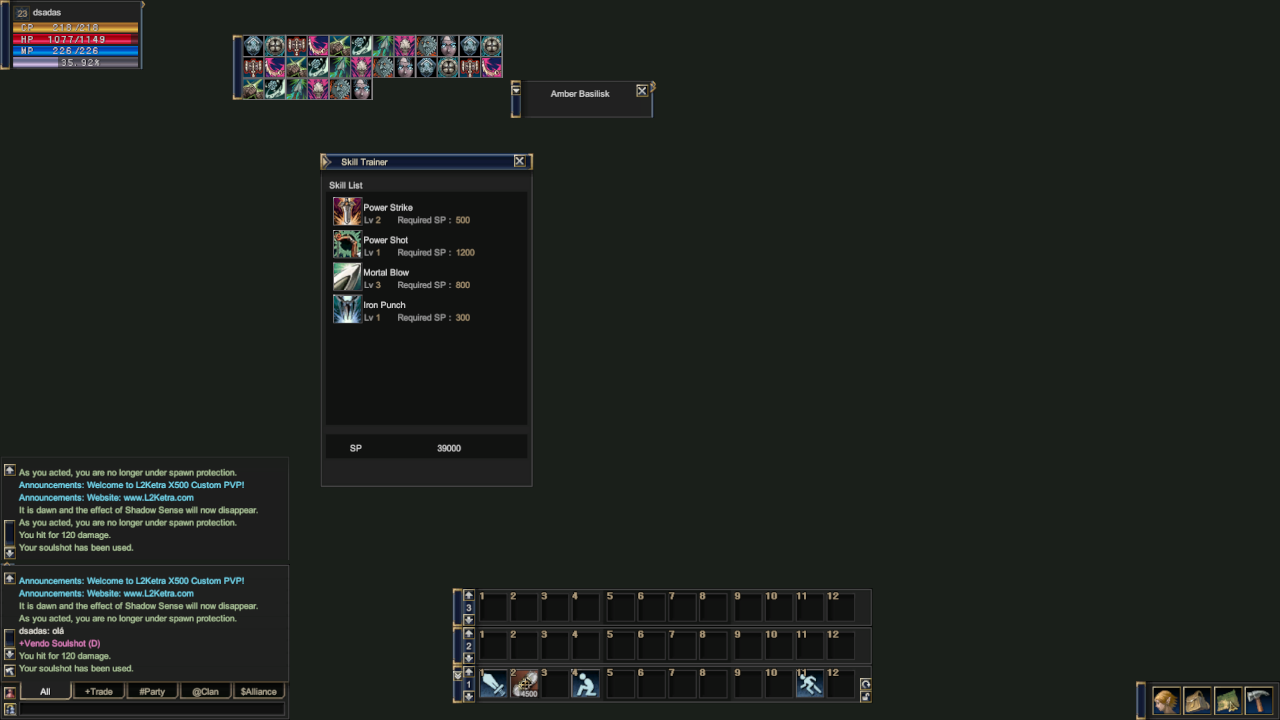 23 dsadas
CP 218/218
HP 1077/1149
MP 226/226
35.92%
Amber Basilisk
Skill Trainer
Skill List
Power Strike
Lv 2 Required SP : 500
Power Shot
Lv 1 Required SP : 1200
Mortal Blow
Lv 3 Required SP : 800
Iron Punch
Lv 1 Required SP : 300
SP 39000
As you acted, you are no longer under spawn protection.
Announcements: Welcome to L2Ketra X500 Custom PVP!
Announcements: Website: www.L2Ketra.com
It is dawn and the effect of Shadow Sense will now disappear.
As you acted, you are no longer under spawn protection.
You hit for 120 damage.
Your soulshot has been used.
Announcements: Welcome to L2Ketra X500 Custom PVP!
Announcements: Website: www.L2Ketra.com
It is dawn and the effect of Shadow Sense will now disappear.
As you acted, you are no longer under spawn protection.
dsadas: olá
+Vendo Soulshot (D)
You hit for 120 damage.
Your soulshot has been used.
All +Trade #Party @Clan $Alliance
3 1 2 3 4 5 6 7 8 9 10 11 12
2 1 2 3 4 5 6 7 8 9 10 11 12
1 1 2 3 4 5 6 7 8 9 10 11 12
4500